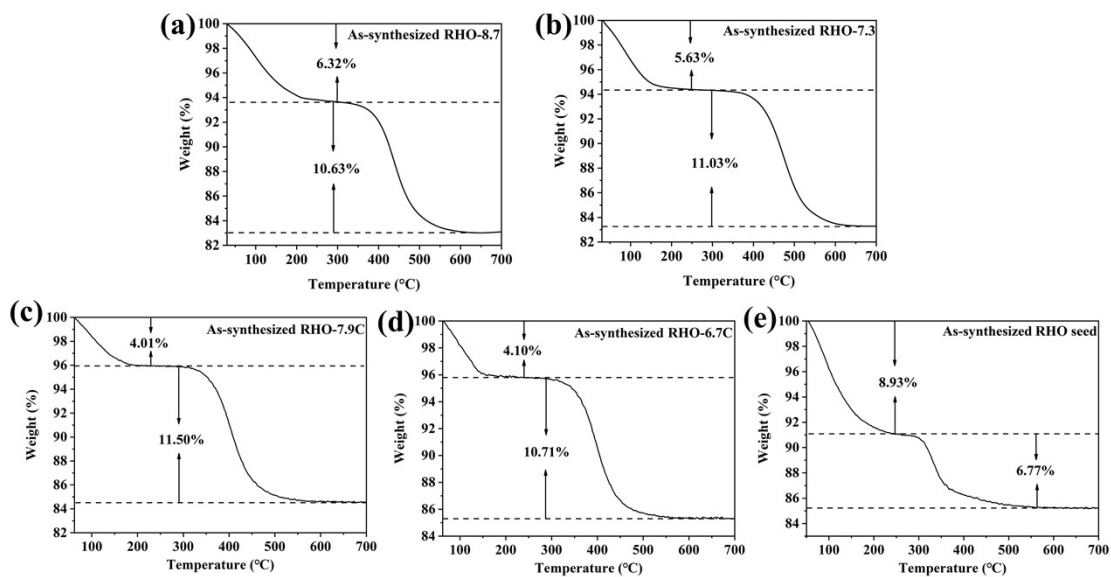 (a)
As-synthesized RHO-8.7
6.32%
10.63%
100
98
96
94
92
90
88
86
84
82
Weight (%)
100 200 300 400 500 600 700
Temperature (°C)
(b)
As-synthesized RHO-7.3
5.63%
11.03%
100
98
96
94
92
90
88
86
84
82
Weight (%)
100 200 300 400 500 600 700
Temperature (°C)
(c)
As-synthesized RHO-7.9C
4.01%
11.50%
100
98
96
94
92
90
88
86
84
82
Weight (%)
100 200 300 400 500 600 700
Temperature (°C)
(d)
As-synthesized RHO-6.7C
4.10%
10.71%
100
98
96
94
92
90
88
86
84
Weight (%)
100 200 300 400 500 600 700
Temperature (°C)
(e)
As-synthesized RHO seed
8.93%
6.77%
100
96
92
88
84
Weight (%)
100 200 300 400 500 600 700
Temperature (°C)